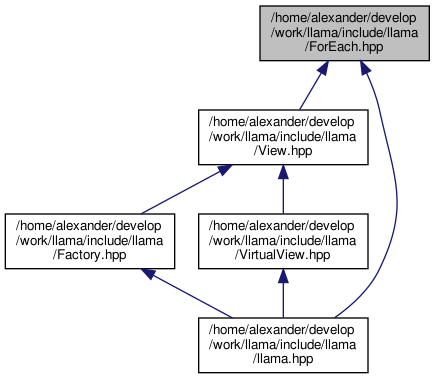 /home/alexander/develop
/work/llama/include/llama
/ForEach.hpp
/home/alexander/develop
/work/llama/include/llama
/View.hpp
/home/alexander/develop
/work/llama/include/llama
/Factory.hpp
/home/alexander/develop
/work/llama/include/llama
/VirtualView.hpp
/home/alexander/develop
/work/llama/include/llama
/llama.hpp